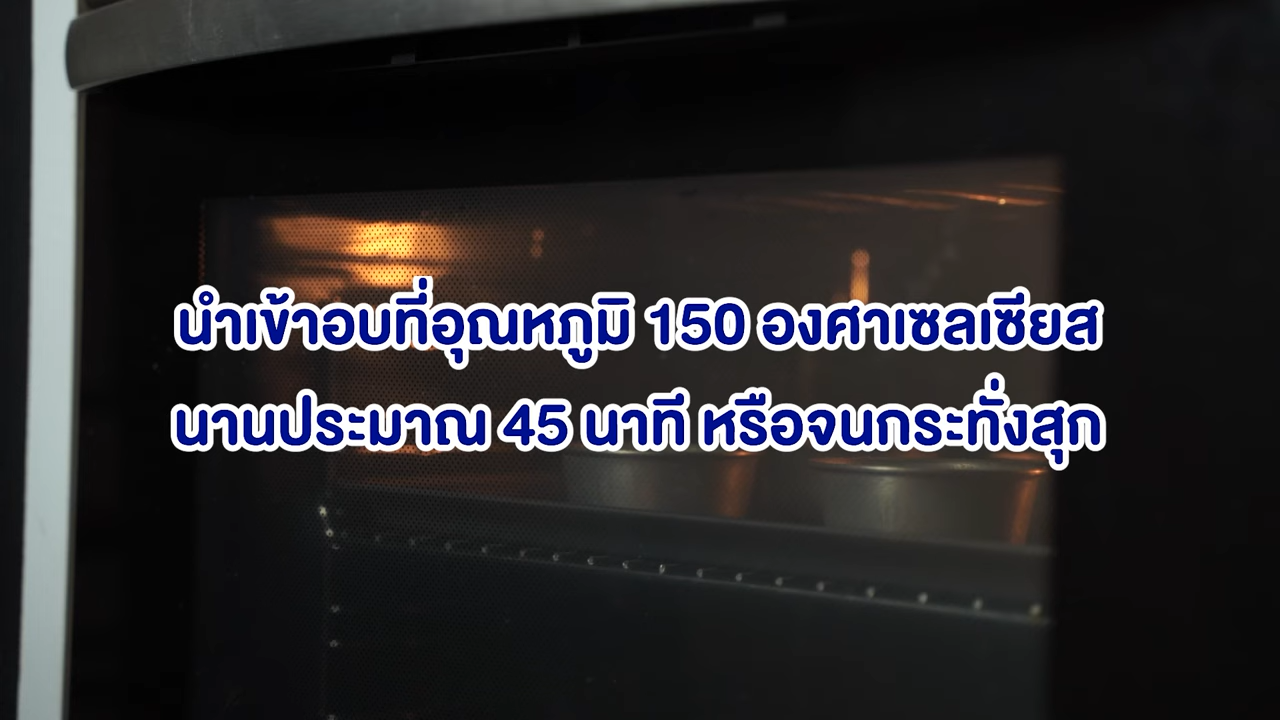 นำเข้าอบที่อุณหภูมิ 150 องศาเซลเซียส
นานประมาณ 45 นาที หรือจนกระทั่งสุก